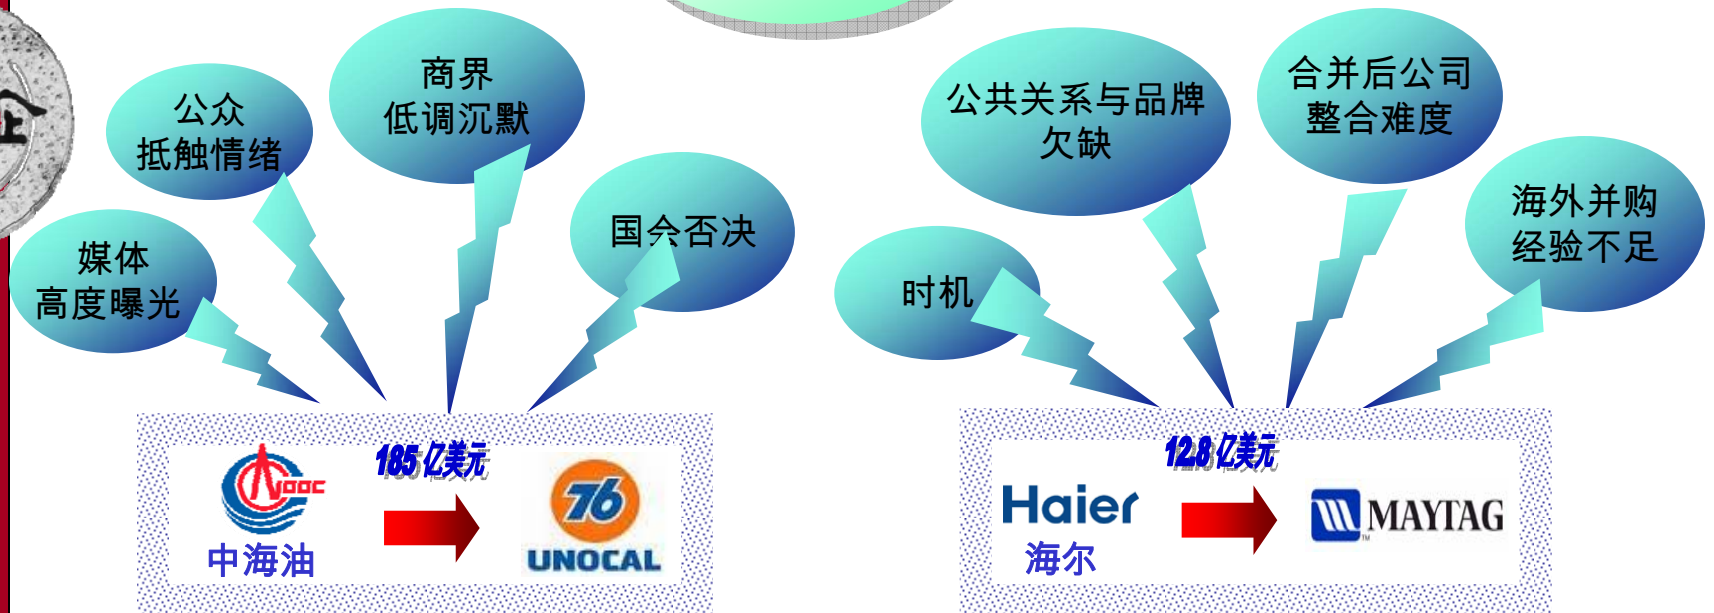 媒体
高度曝光
公众
抵触情绪
商界
低调沉默
国会否决
185 亿美元
CNOOC
中海油
76
UNOCAL
时机
公共关系与品牌
欠缺
合并后公司
整合难度
海外并购
经验不足
12.8 亿美元
Haier
海尔
MAYTAG
TM